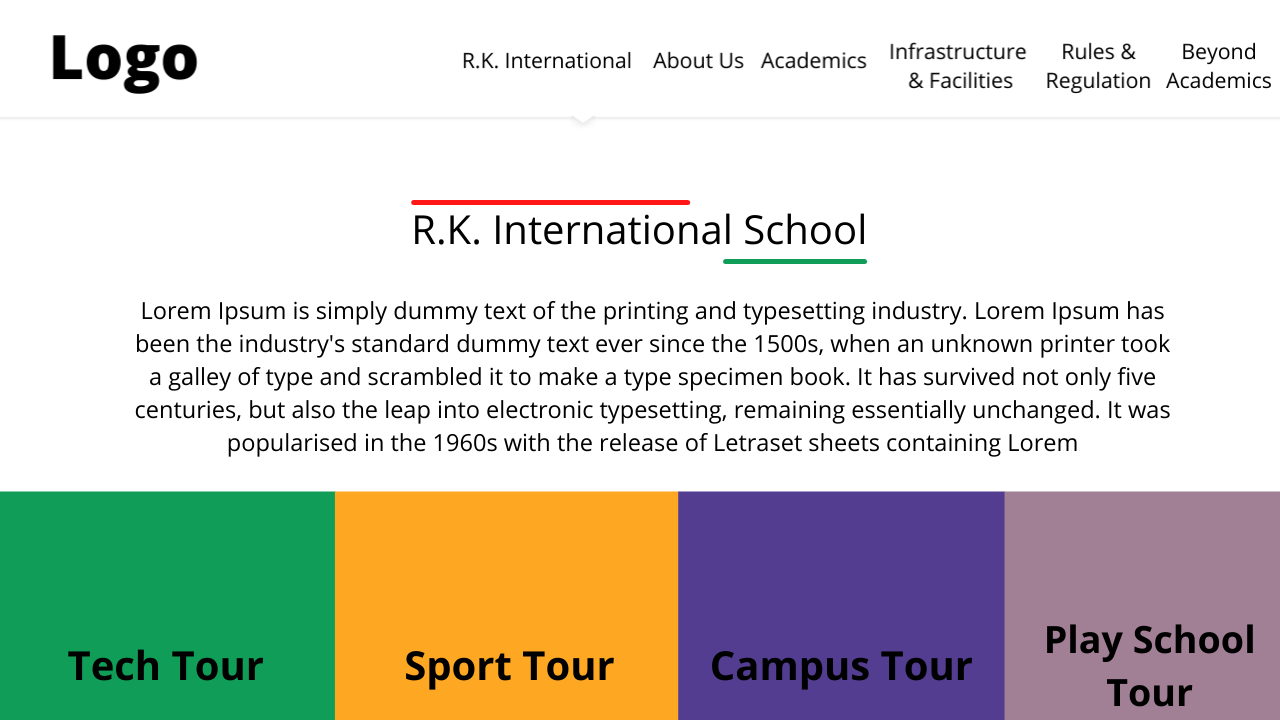 Logo
R.K. International
About Us
Academics
Infrastructure
& Facilities
Rules &
Regulation
Beyond
Academics
R.K. International School
Lorem Ipsum is simply dummy text of the printing and typesetting industry. Lorem Ipsum has
been the industry's standard dummy text ever since the 1500s, when an unknown printer took
a galley of type and scrambled it to make a type specimen book. It has survived not only five
centuries, but also the leap into electronic typesetting, remaining essentially unchanged. It was
popularised in the 1960s with the release of Letraset sheets containing Lorem
Tech Tour
Sport Tour
Campus Tour
Play School
Tour